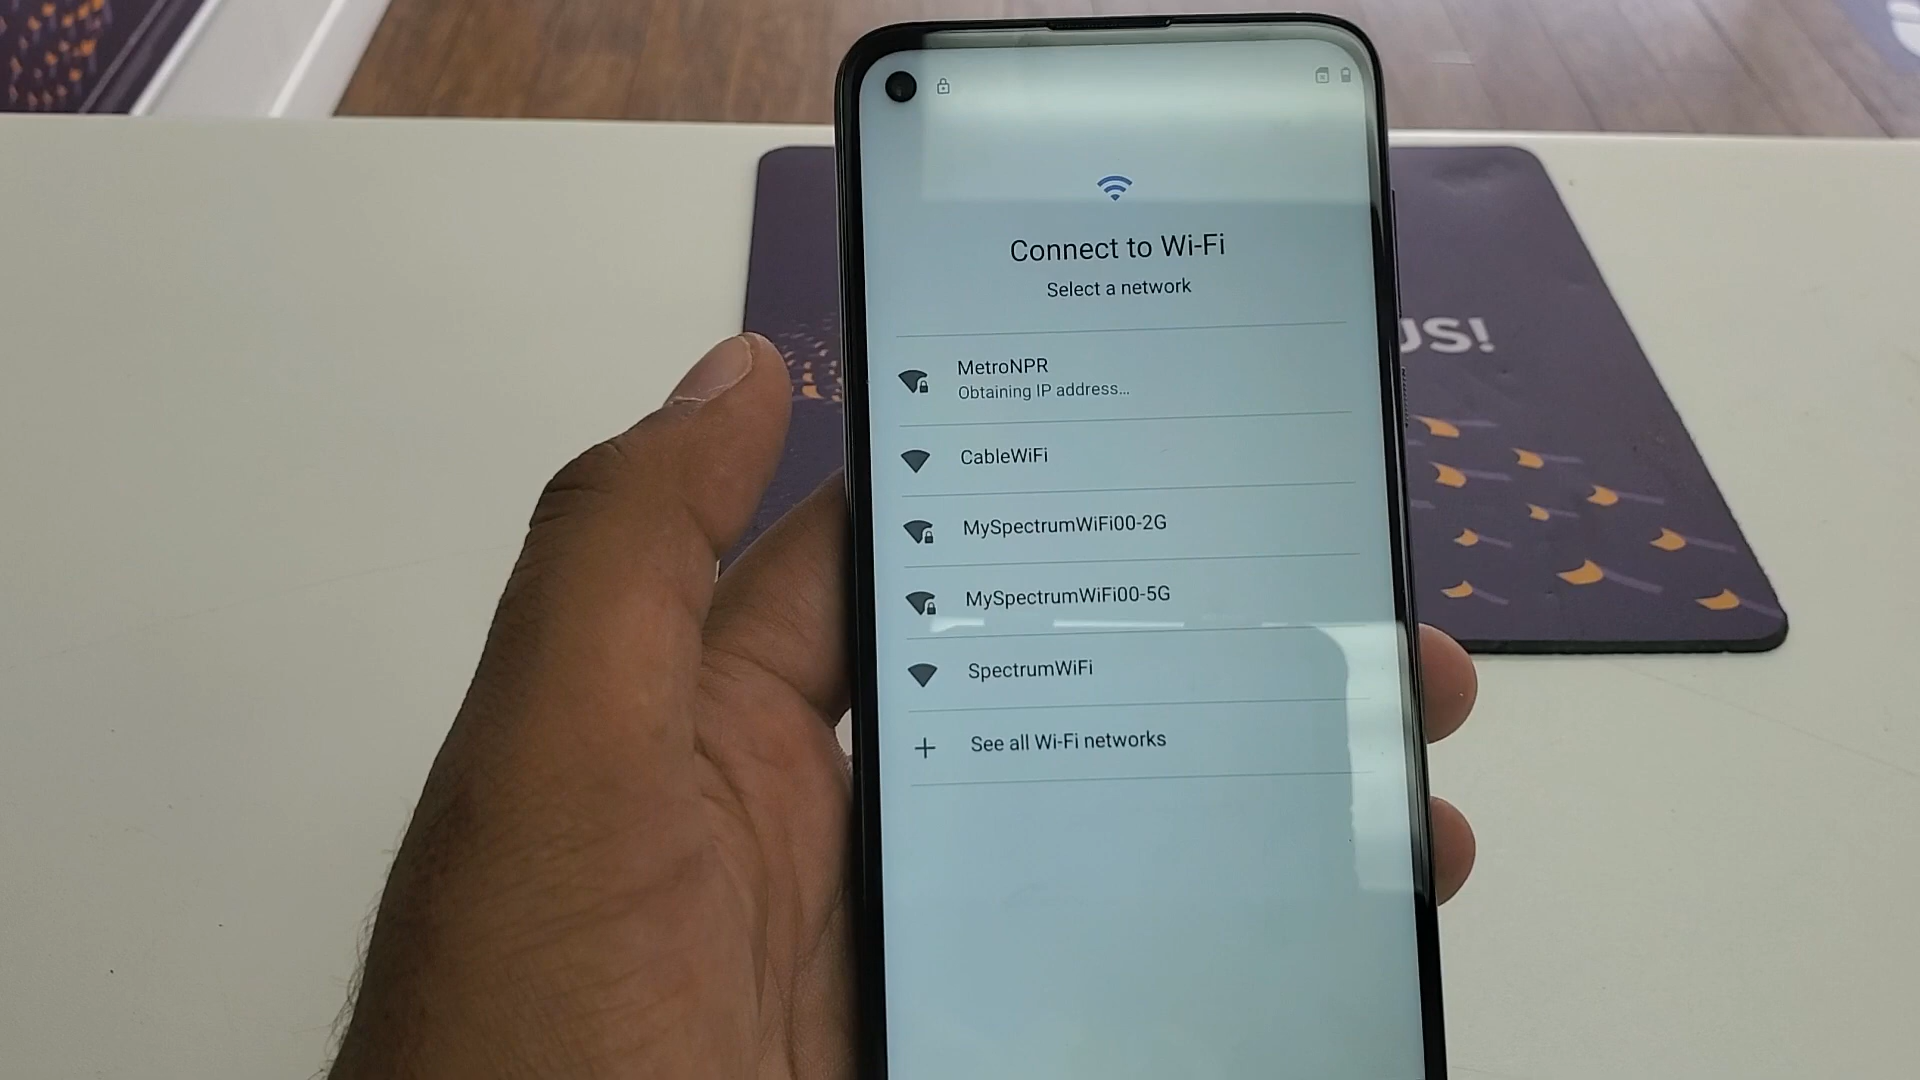 Connect to Wi-Fi
Select a network
MetroNPR
Obtaining IP address...
CableWiFi
MySpectrumWiFi00-2G
MySpectrumWiFi00-5G
SpectrumWiFi
See all Wi-Fi networks
US!